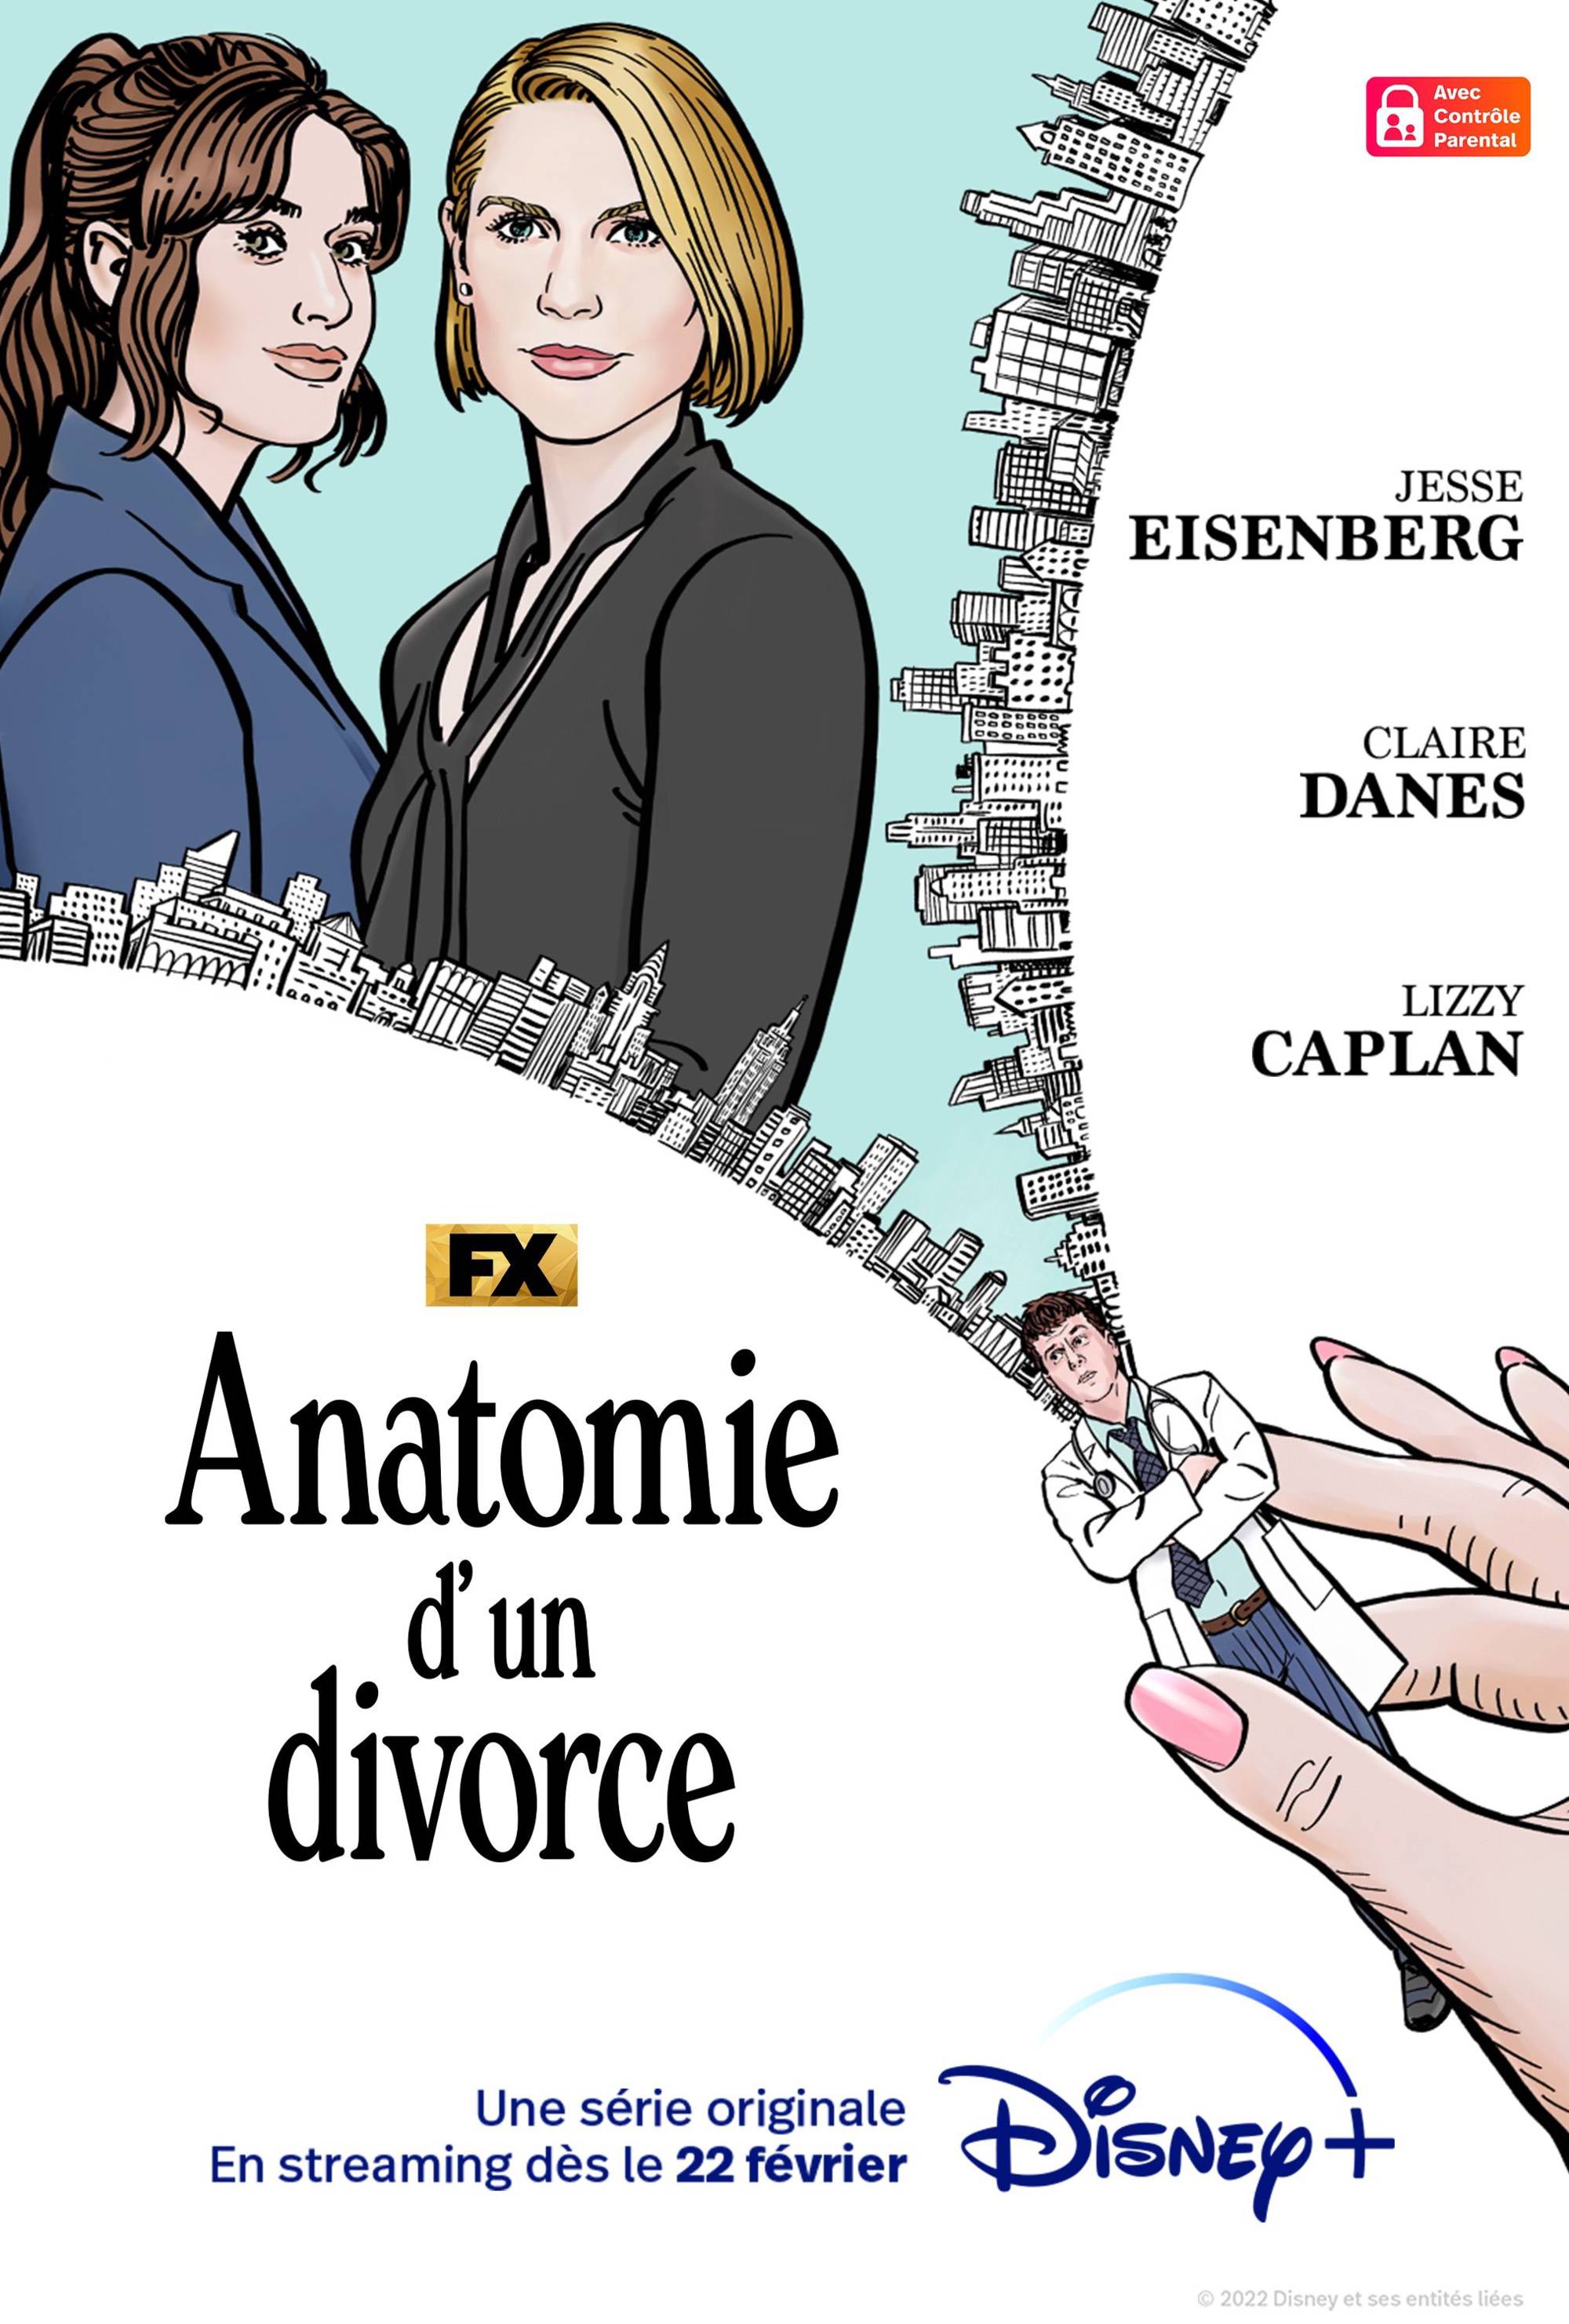 Avec
Contrôle
Parental
JESSE
EISENBERG
CLAIRE
DANES
LIZZY
CAPLAN
FX
Anatomie
d'un
divorce
Une série originale
En streaming dès le 22 février
DISNEY+
© 2022 Disney et ses entités liées